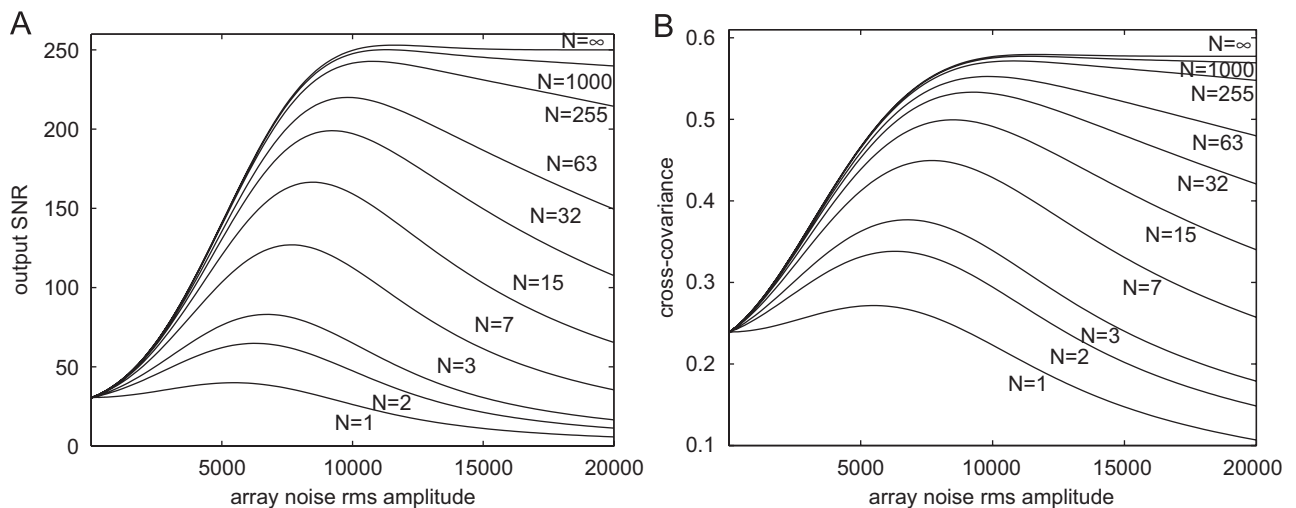 A
output SNR
250
200
150
100
50
0
N=∞
N=1000
N=255
N=63
N=32
N=15
N=7
N=3
N=2
N=1
5000 10000 15000 20000
array noise rms amplitude
B
cross-covariance
0.6
0.5
0.4
0.3
0.2
0.1
N=∞
N=1000
N=255
N=63
N=32
N=15
N=7
N=3
N=2
N=1
5000 10000 15000 20000
array noise rms amplitude